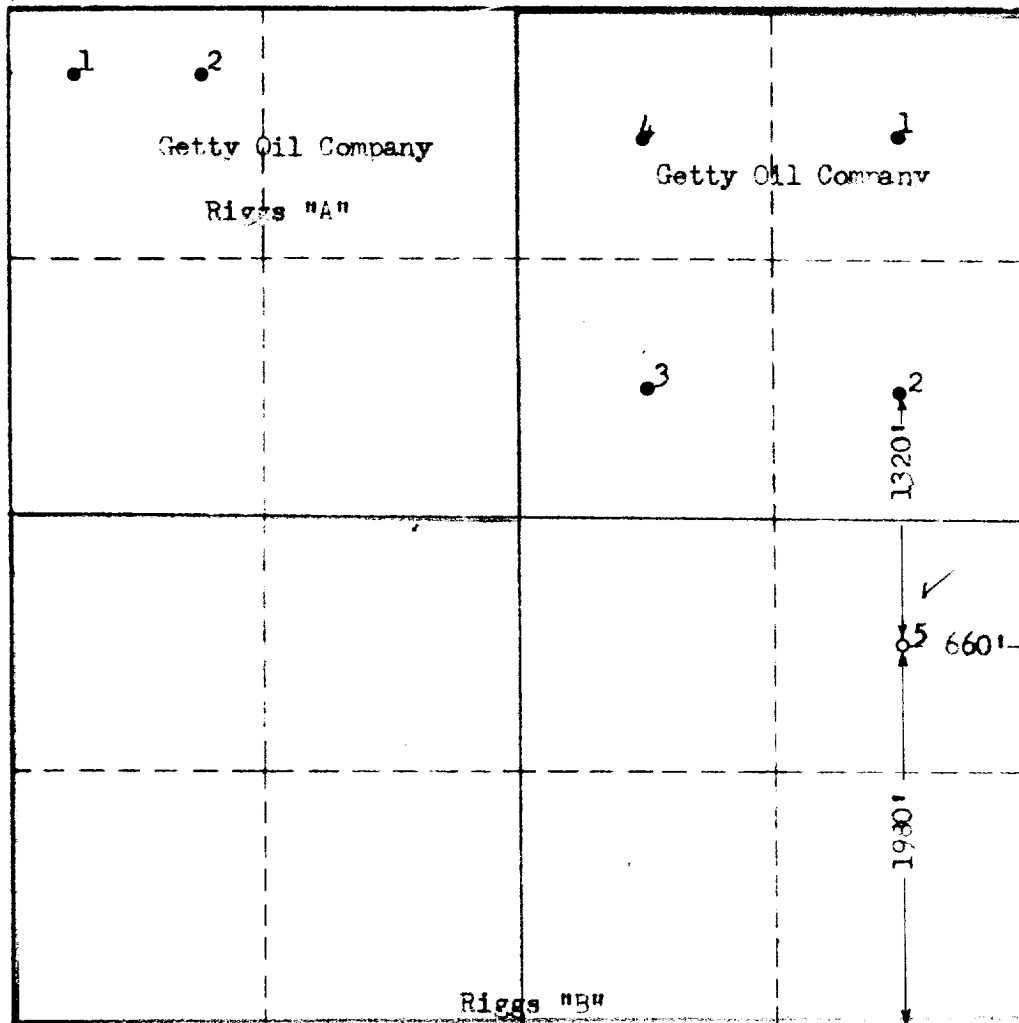 1 2
Getty Oil Company
Riggs "A"
4 1
Getty Oil Company
3 2
1320'
5 660'
1980'
Riggs "B"